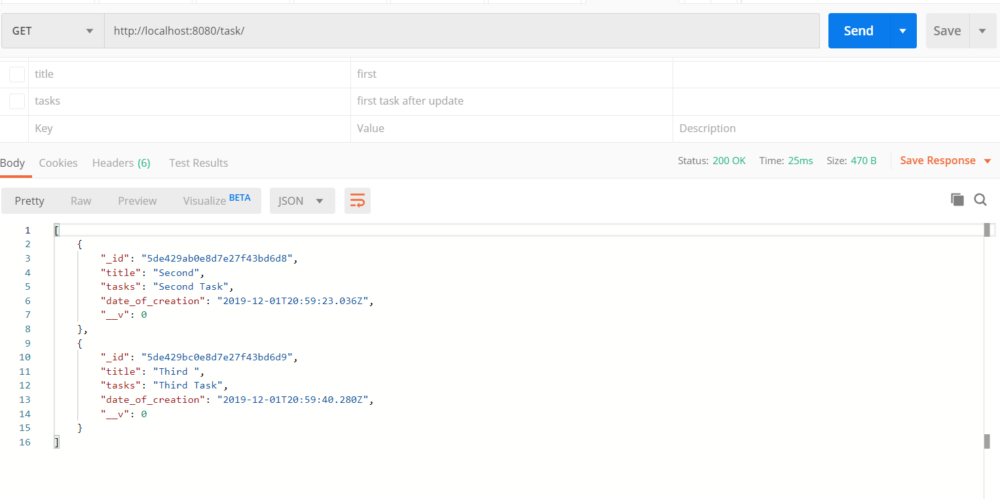 GET http://localhost:8080/task/ Send Save
title first
tasks first task after update
Key Value Description
Body Cookies Headers (6) Test Results Status: 200 OK Time: 25ms Size: 470 B Save Response
Pretty Raw Preview Visualize BETA JSON
1 [
2 {
3 "_id": "5de429ab0e8d7e27f43bd6d8",
4 "title": "Second",
5 "tasks": "Second Task",
6 "date_of_creation": "2019-12-01T20:59:23.036Z",
7 "__v": 0
8 },
9 {
10 "_id": "5de429bc0e8d7e27f43bd6d9",
11 "title": "Third ",
12 "tasks": "Third Task",
13 "date_of_creation": "2019-12-01T20:59:40.280Z",
14 "__v": 0
15 }
16 ]